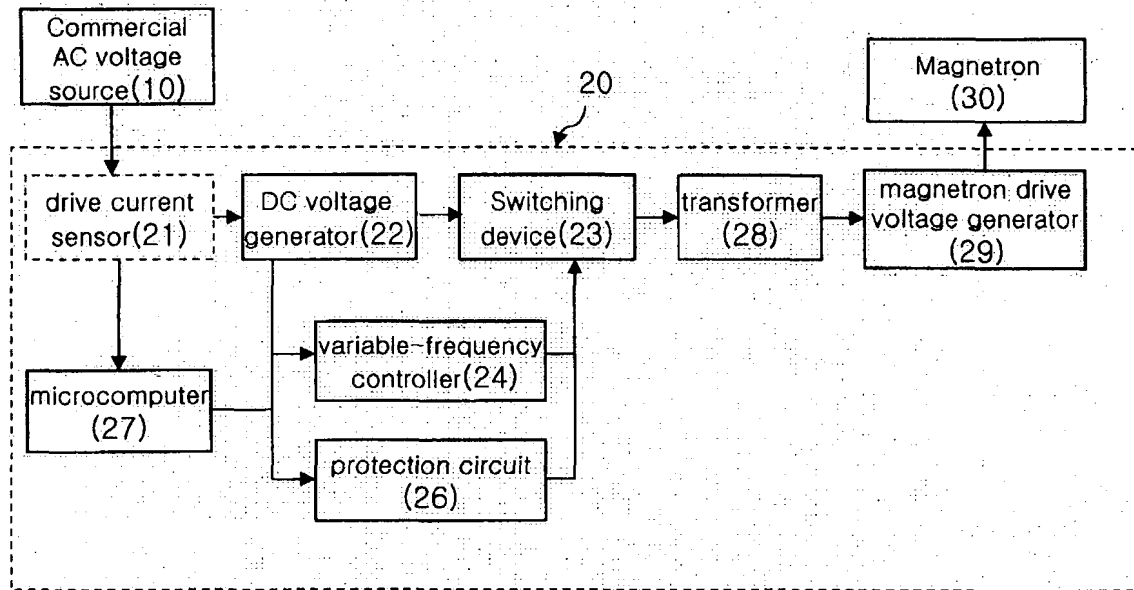 Commercial
AC voltage
source(10)
20
Magnetron
(30)
drive current
sensor(21)
DC voltage
generator(22)
Switching
device(23)
transformer
(28)
magnetron drive
voltage generator
(29)
variable-frequency
controller(24)
microcomputer
(27)
protection circuit
(26)